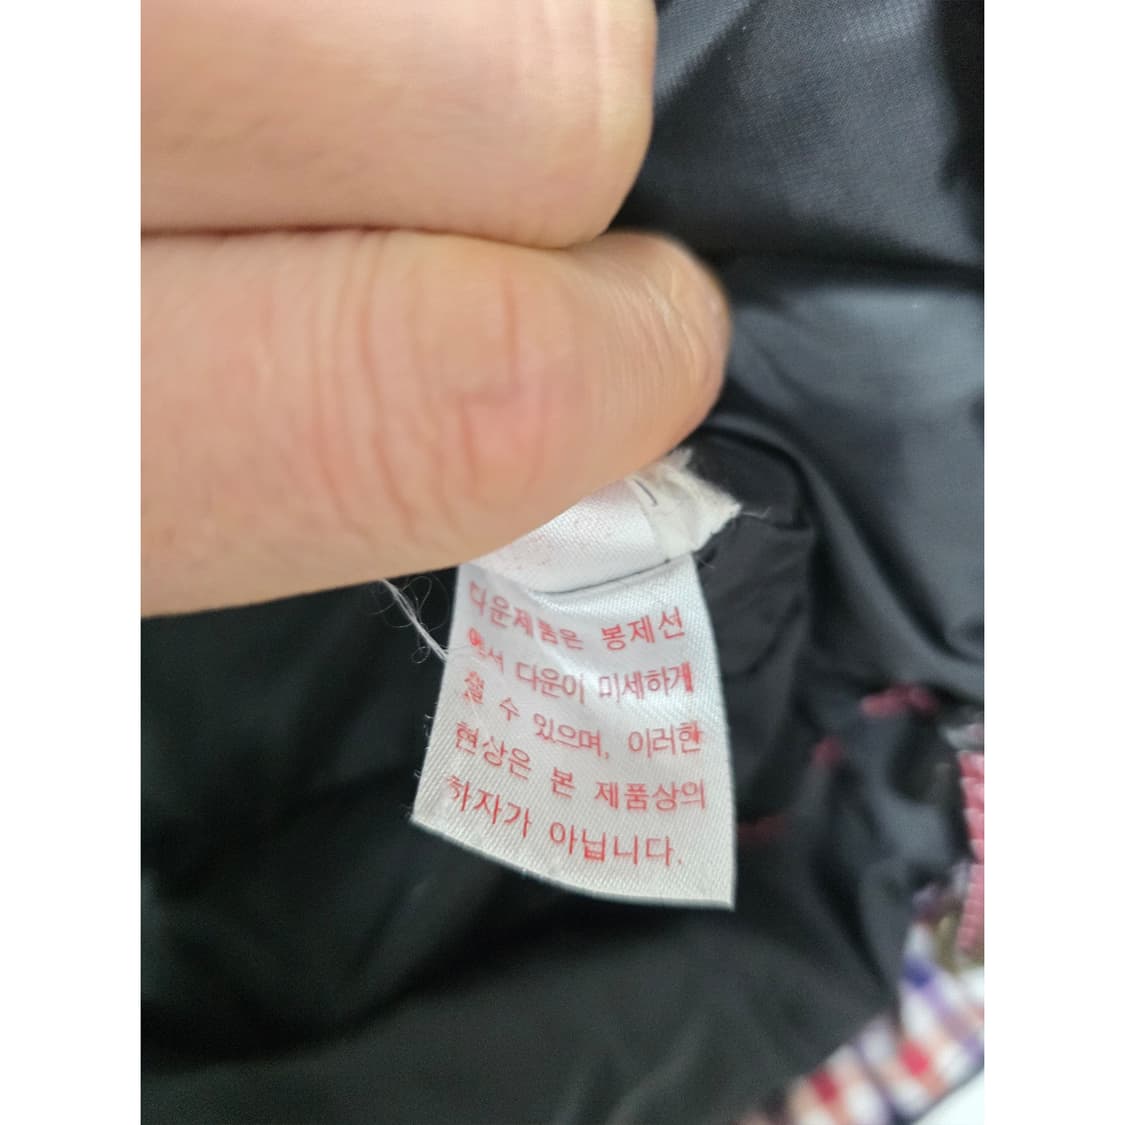 다운제품은 봉제선
에서 다운이 미세하게
샐 수 있으며, 이러한
현상은 본 제품상의
하자가 아닙니다.